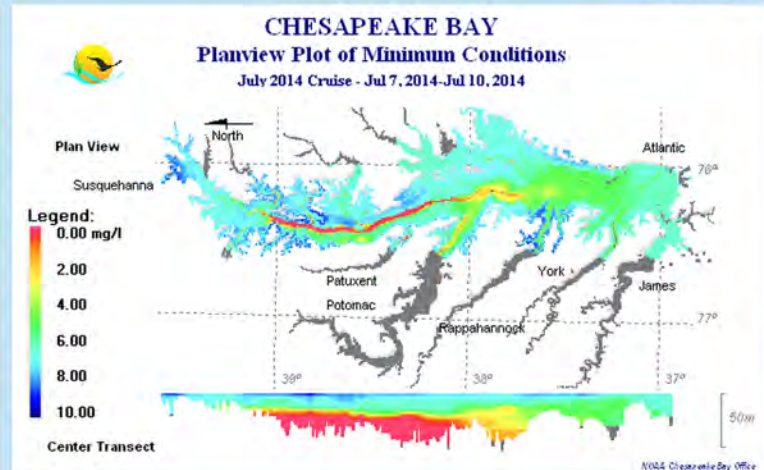 CHESAPEAKE BAY
Planview Plot of Minimum Conditions
July 2014 Cruise - Jul 7, 2014-Jul 10, 2014
North
Plan View
Atlantic
76°
Susquehanna
Legend:
0.00 mg/l
2.00
4.00
6.00
8.00
10.00
Patuxent
Potomac
Rappahannock
York
James
77°
39°
38°
37°
50m
Center Transect
NOAA Chesapeake Bay Office